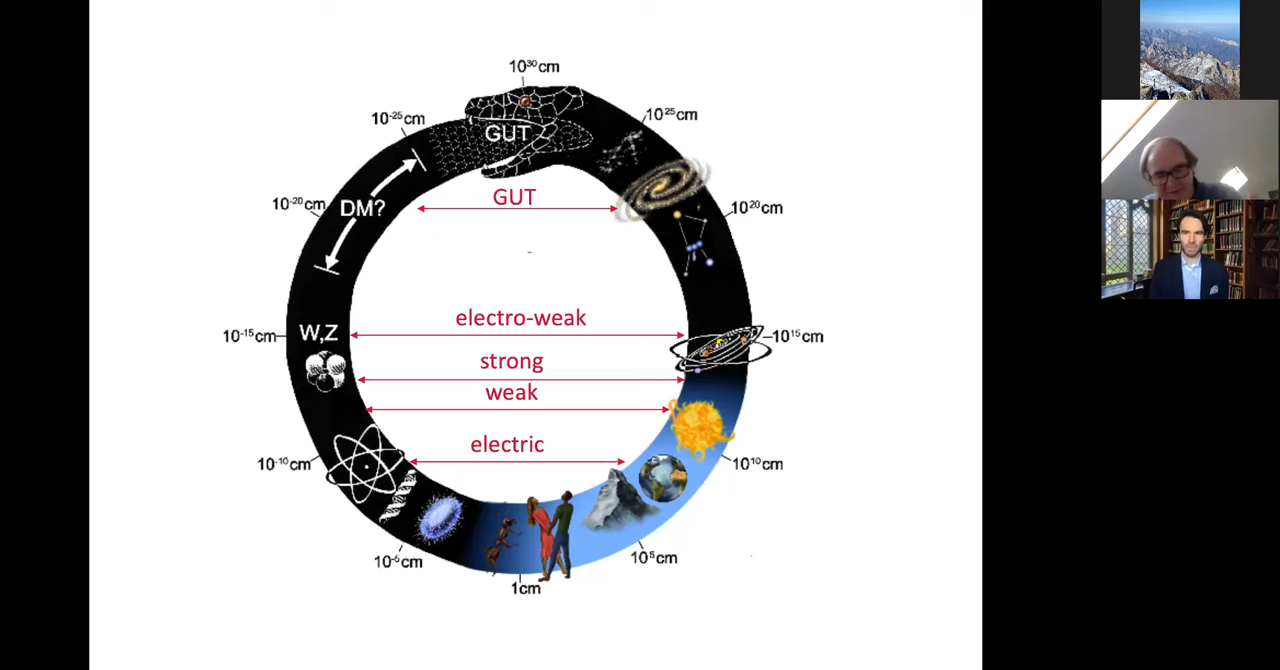 10³⁰cm
10⁻²⁵cm
10²⁵cm
GUT
GUT
10⁻²⁰cm
DM?
10²⁰cm
electro-weak
10⁻¹⁵cm
W,Z
10¹⁵cm
strong
weak
electric
10⁻¹⁰cm
10¹⁰cm
10⁻⁵cm
10⁵cm
1cm